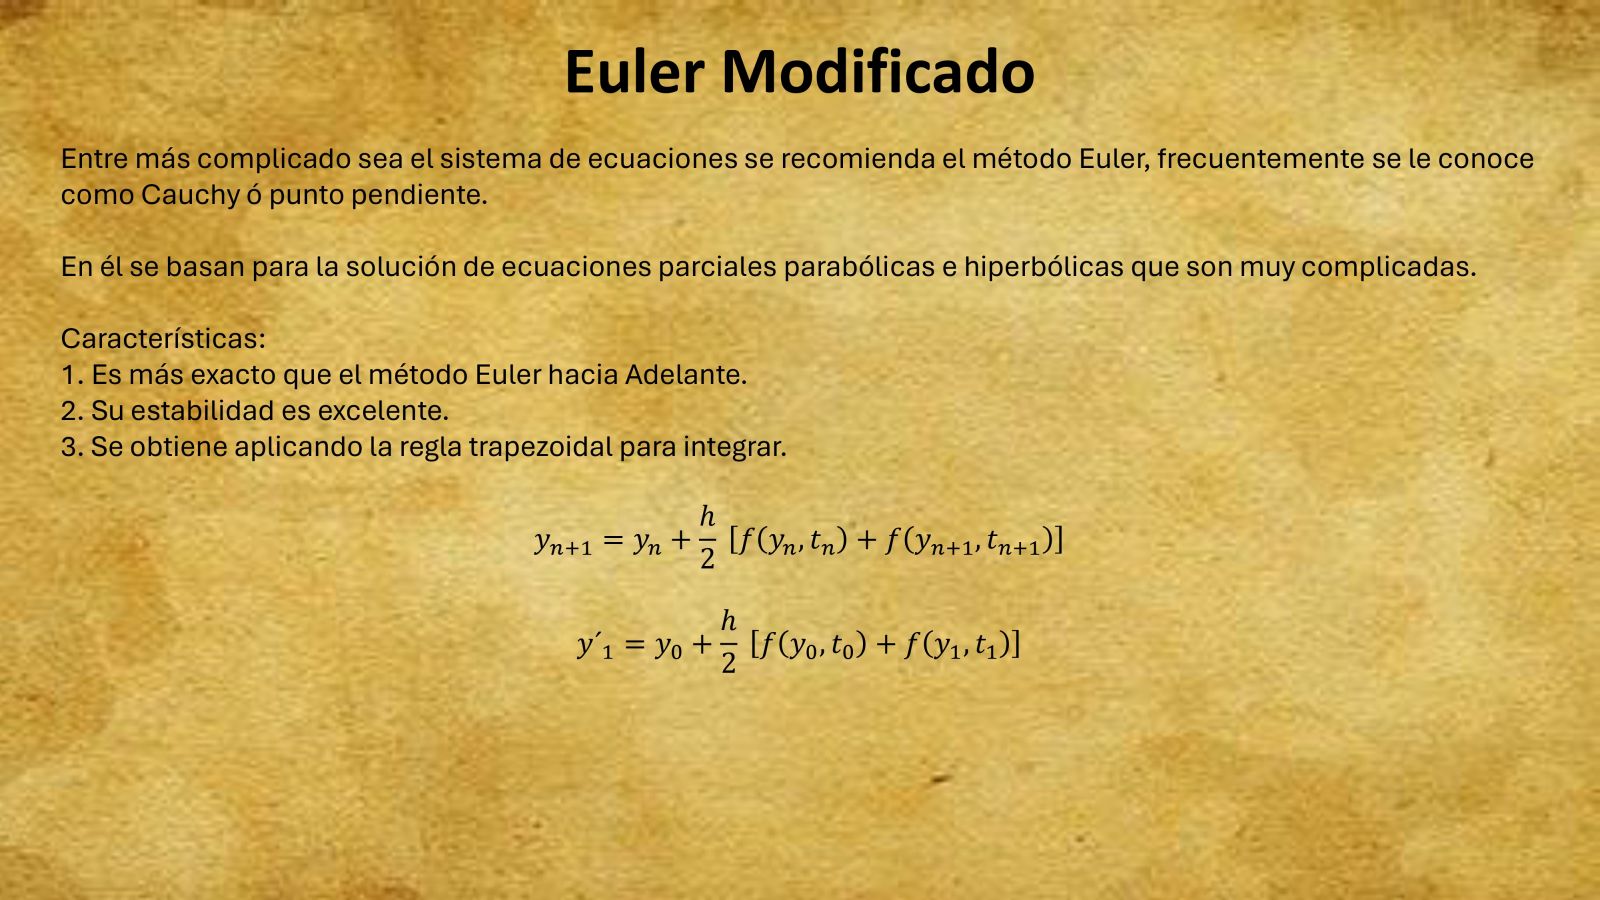 Euler Modificado
Entre más complicado sea el sistema de ecuaciones se recomienda el método Euler, frecuentemente se le conoce
como Cauchy ó punto pendiente.
En él se basan para la solución de ecuaciones parciales parabólicas e hiperbólicas que son muy complicadas.
Características:
1. Es más exacto que el método Euler hacia Adelante.
2. Su estabilidad es excelente.
3. Se obtiene aplicando la regla trapezoidal para integrar.
$y_{n+1} = y_n + \frac{h}{2} [f(y_n, t_n) + f(y_{n+1}, t_{n+1})]$
$y´_1 = y_0 + \frac{h}{2} [f(y_0, t_0) + f(y_1, t_1)]$